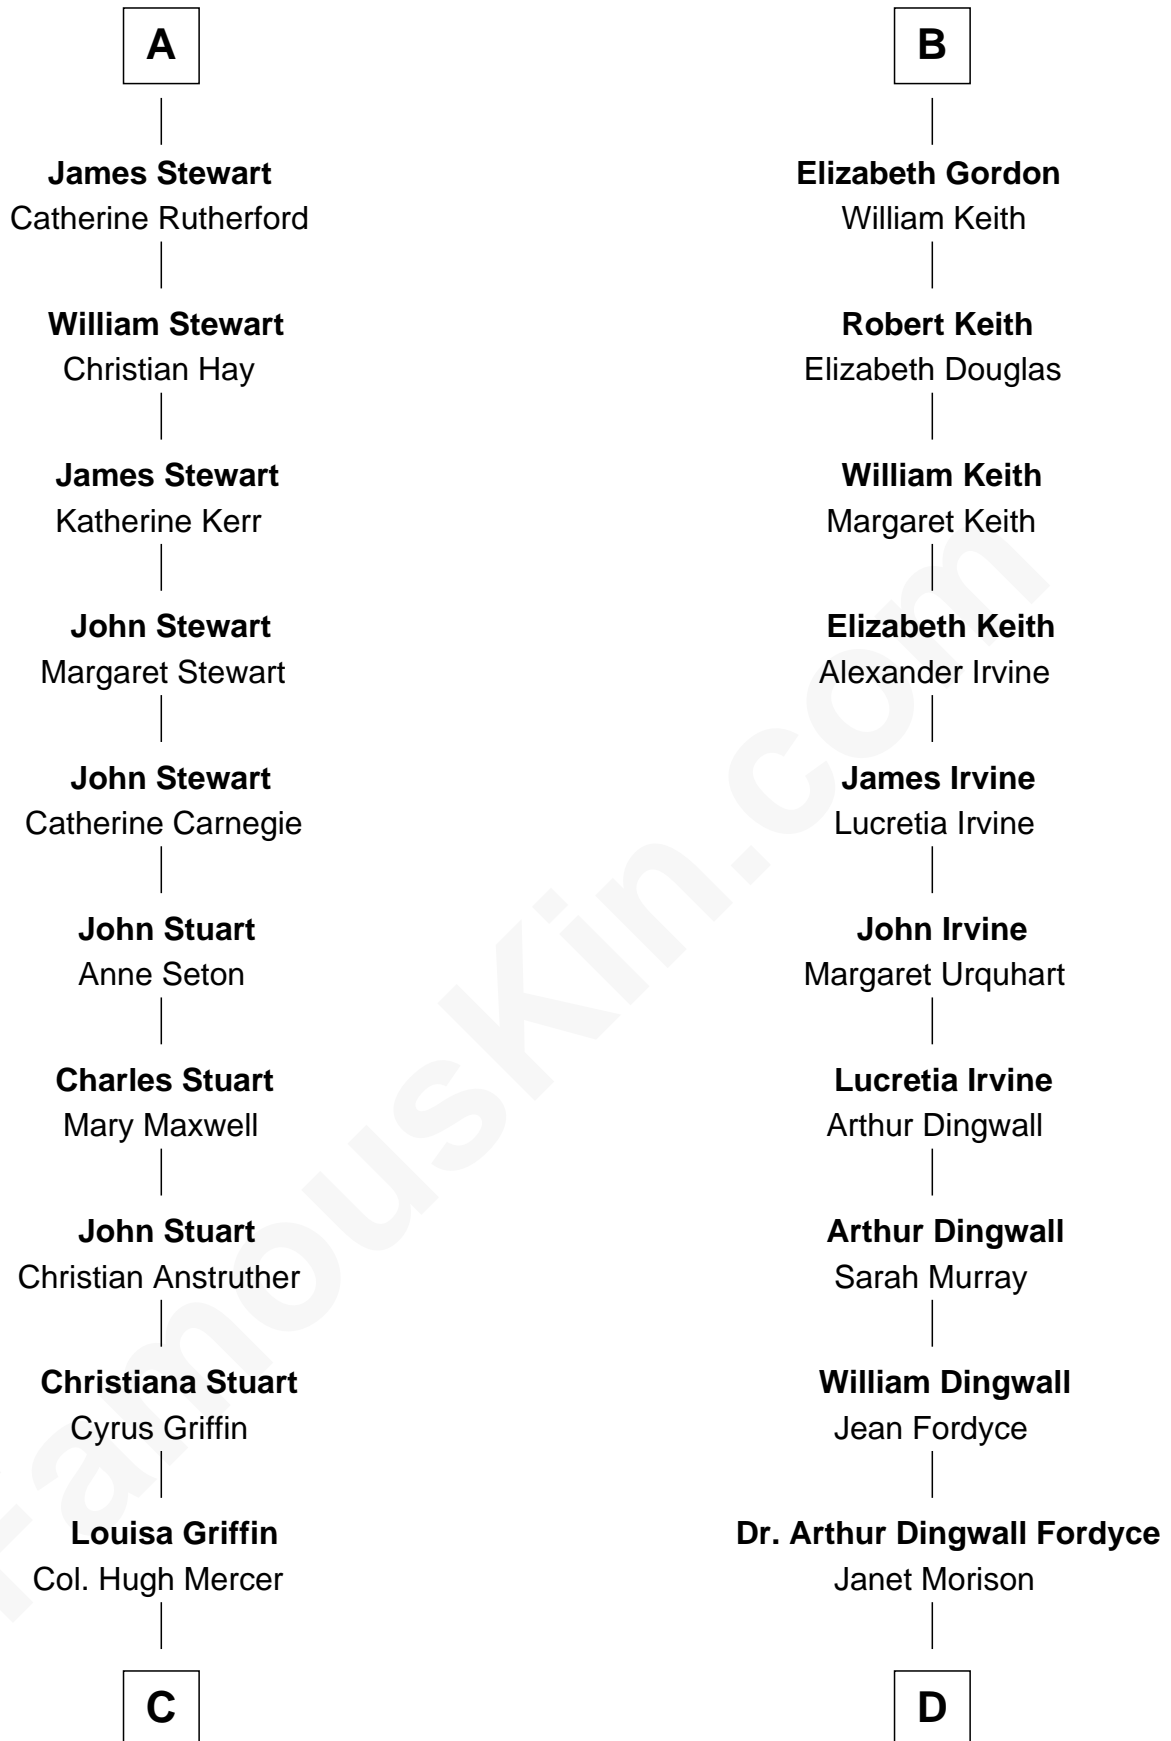 A
James Stewart
Catherine Rutherford
William Stewart
Christian Hay
James Stewart
Katherine Kerr
John Stewart
Margaret Stewart
John Stewart
Catherine Carnegie
John Stuart
Anne Seton
Charles Stuart
Mary Maxwell
John Stuart
Christian Anstruther
Christiana Stuart
Cyrus Griffin
Louisa Griffin
Col. Hugh Mercer
C
B
Elizabeth Gordon
William Keith
Robert Keith
Elizabeth Douglas
William Keith
Margaret Keith
Elizabeth Keith
Alexander Irvine
James Irvine
Lucretia Irvine
John Irvine
Margaret Urquhart
Lucretia Irvine
Arthur Dingwall
Arthur Dingwall
Sarah Murray
William Dingwall
Jean Fordyce
Dr. Arthur Dingwall Fordyce
Janet Morison
D
FamousKin.com